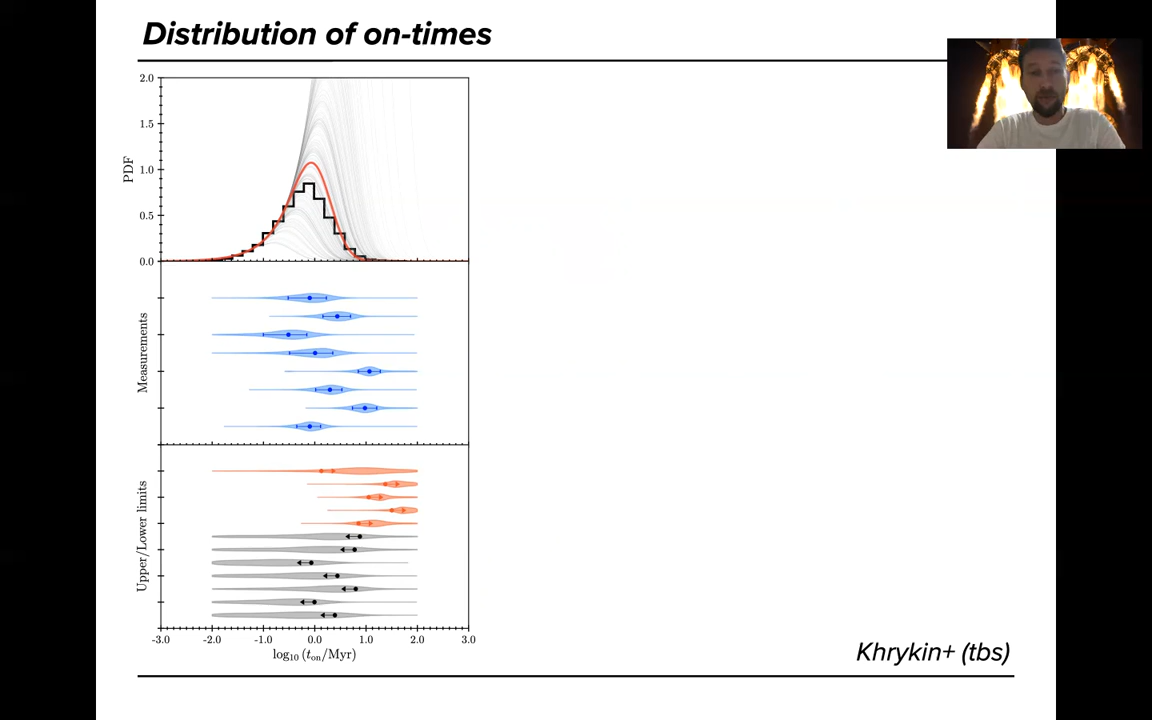 Distribution of on-times
2.0
1.5
1.0
0.5
0.0
PDF
Measurements
Upper/Lower limits
-3.0 -2.0 -1.0 0.0 1.0 2.0 3.0
log₁₀ (tₒₙ/Myr)
Khrykin+ (tbs)